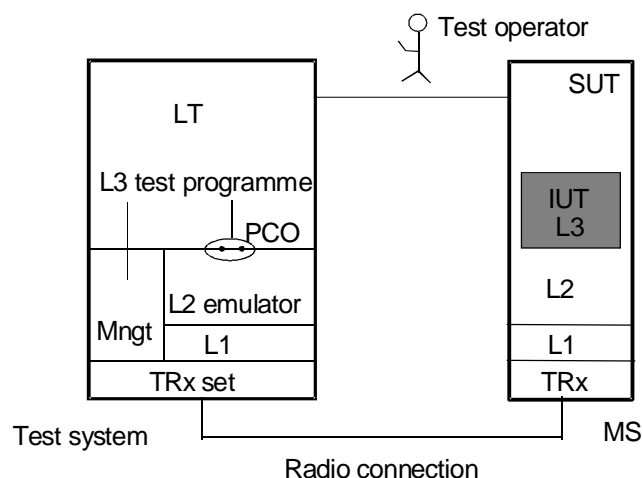 Test operator
LT
L3 test programme
PCO
L2 emulator
Mngt
L1
TRx set
Test system
SUT
IUT
L3
L2
L1
TRx
MS
Radio connection